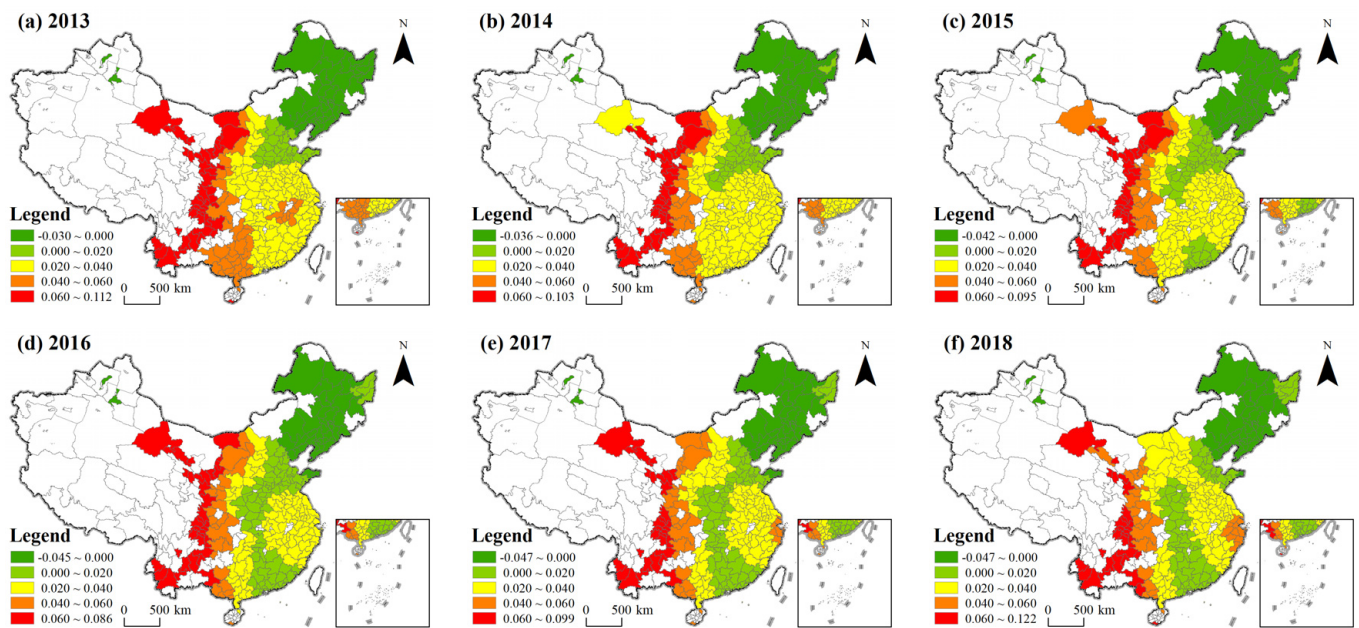 (a) 2013
N
Legend
-0.030 ~ 0.000
0.000 ~ 0.020
0.020 ~ 0.040
0.040 ~ 0.060
0.060 ~ 0.112
0 500 km
(b) 2014
N
Legend
-0.036 ~ 0.000
0.000 ~ 0.020
0.020 ~ 0.040
0.040 ~ 0.060
0.060 ~ 0.103
0 500 km
(c) 2015
N
Legend
-0.042 ~ 0.000
0.000 ~ 0.020
0.020 ~ 0.040
0.040 ~ 0.060
0.060 ~ 0.095
0 500 km
(d) 2016
N
Legend
-0.045 ~ 0.000
0.000 ~ 0.020
0.020 ~ 0.040
0.040 ~ 0.060
0.060 ~ 0.086
0 500 km
(e) 2017
N
Legend
-0.047 ~ 0.000
0.000 ~ 0.020
0.020 ~ 0.040
0.040 ~ 0.060
0.060 ~ 0.099
0 500 km
(f) 2018
N
Legend
-0.047 ~ 0.000
0.000 ~ 0.020
0.020 ~ 0.040
0.040 ~ 0.060
0.060 ~ 0.122
0 500 km